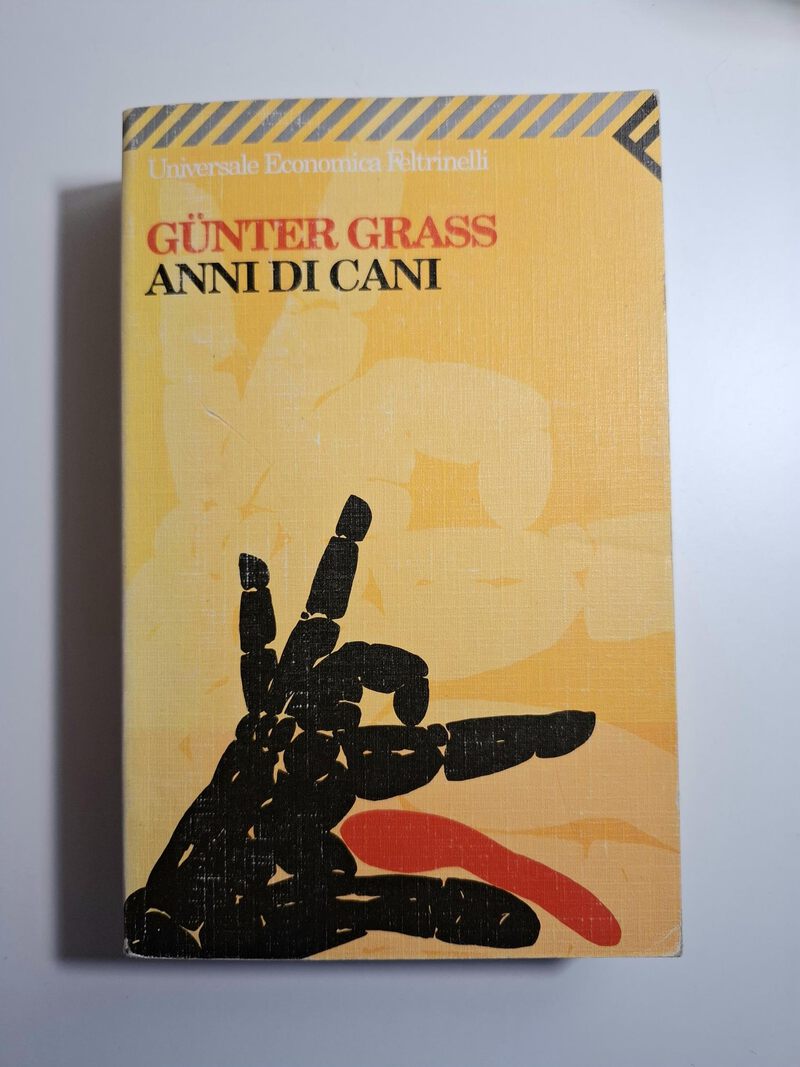 Universale Economica Feltrinelli
GÜNTER GRASS
ANNI DI CANI